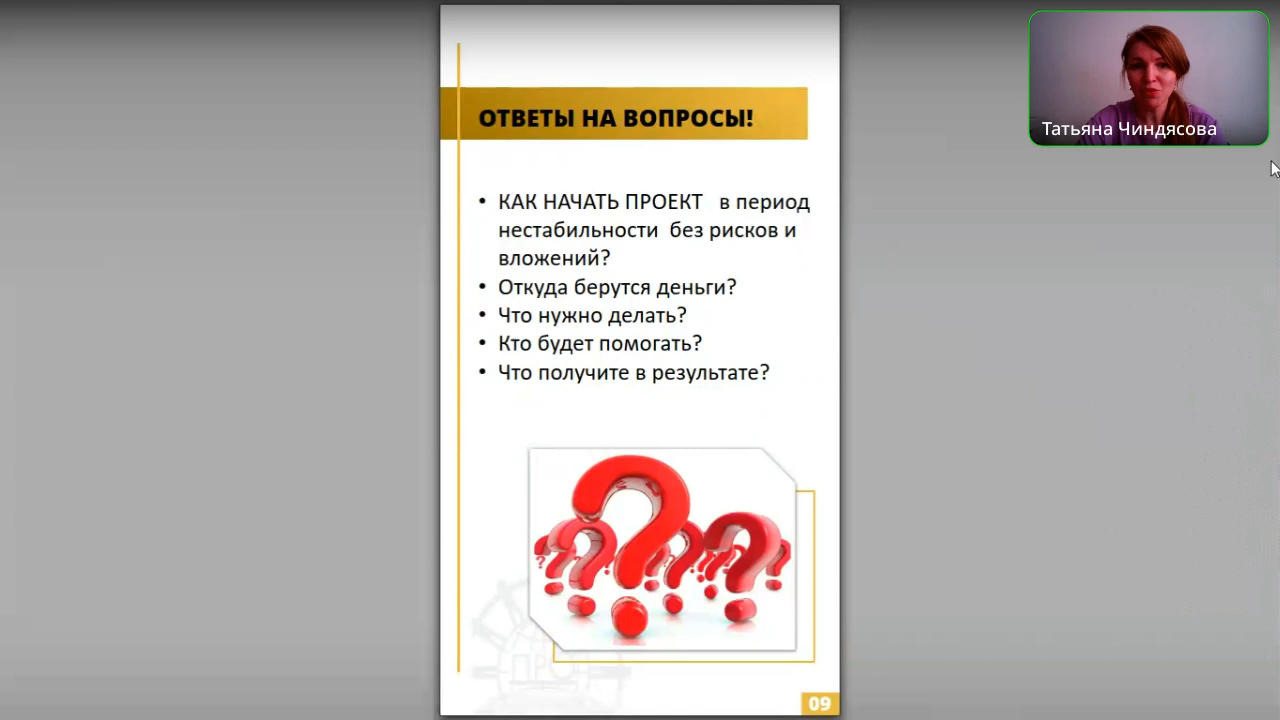 ОТВЕТЫ НА ВОПРОСЫ!
Татьяна Чиндясова
• КАК НАЧАТЬ ПРОЕКТ в период
нестабильности без рисков и
вложений?
• Откуда берутся деньги?
• Что нужно делать?
• Кто будет помогать?
• Что получите в результате?
09